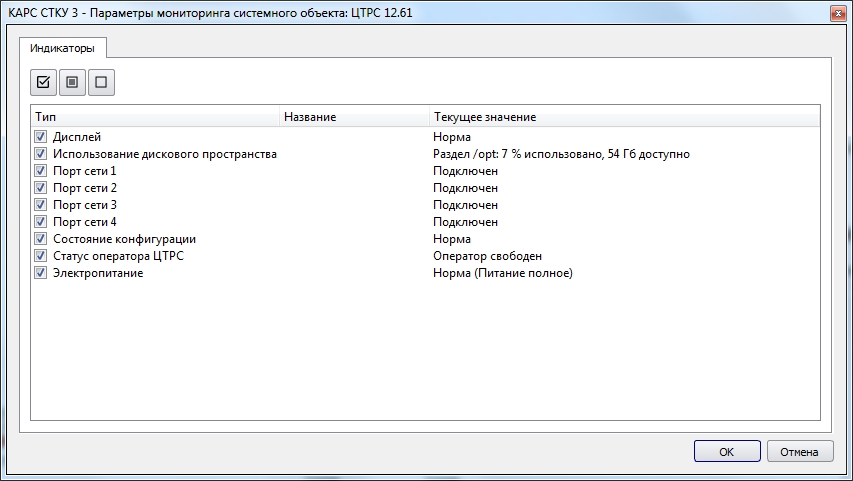 КАРС СТКУ 3 - Параметры мониторинга системного объекта: ЦТРС 12.61
Индикаторы
Тип Название Текущее значение
Дисплей Норма
Использование дискового пространства Раздел /opt: 7 % использовано, 54 Гб доступно
Порт сети 1 Подключен
Порт сети 2 Подключен
Порт сети 3 Подключен
Порт сети 4 Подключен
Состояние конфигурации Норма
Статус оператора ЦТРС Оператор свободен
Электропитание Норма (Питание полное)
OK Отмена